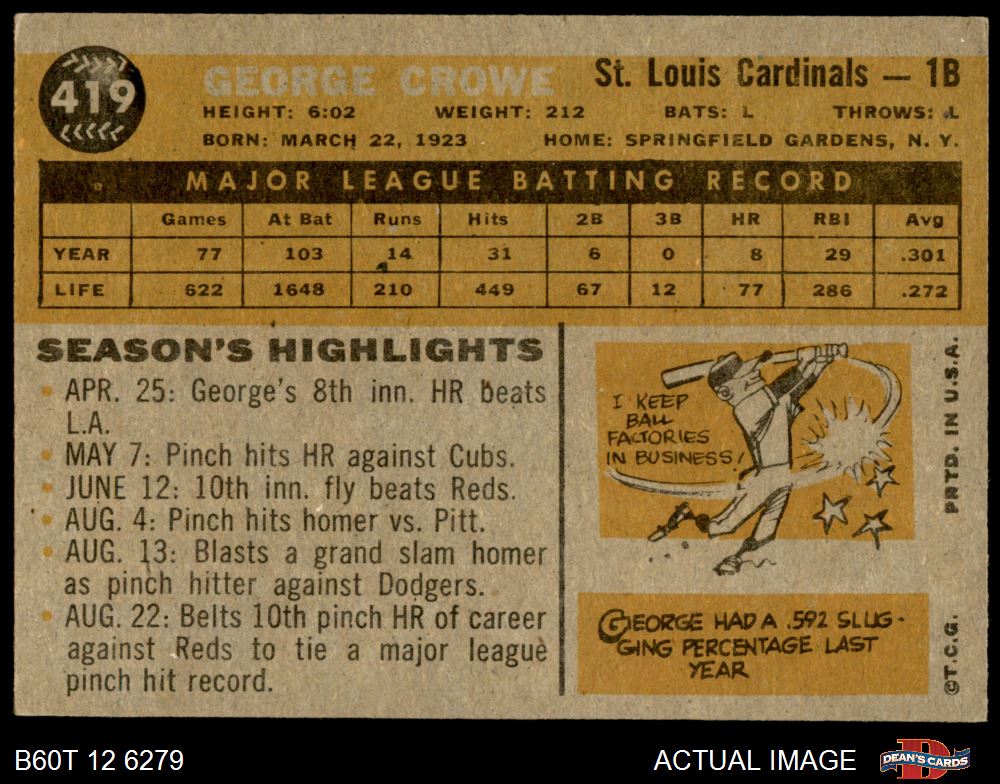 419
GEORGE CROWE
St. Louis Cardinals — 1B
HEIGHT: 6:02 WEIGHT: 212 BATS: L THROWS: L
BORN: MARCH 22, 1923 HOME: SPRINGFIELD GARDENS, N. Y.
MAJOR LEAGUE BATTING RECORD
Games At Bat Runs Hits 2B 3B HR RBI Avg
YEAR 77 103 14 31 6 0 8 29 .301
LIFE 622 1648 210 449 67 12 77 286 .272
SEASON'S HIGHLIGHTS
• APR. 25: George's 8th inn. HR beats
L.A.
• MAY 7: Pinch hits HR against Cubs.
• JUNE 12: 10th inn. fly beats Reds.
• AUG. 4: Pinch hits homer vs. Pitt.
• AUG. 13: Blasts a grand slam homer
as pinch hitter against Dodgers.
• AUG. 22: Belts 10th pinch HR of career
against Reds to tie a major league
pinch hit record.
I KEEP
BALL
FACTORIES
IN BUSINESS!
GEORGE HAD A .592 SLUG-
GING PERCENTAGE LAST
YEAR
©T.C.G. PRTD. IN U.S.A.
B60T 12 6279
ACTUAL IMAGE
DEAN'S CARDS